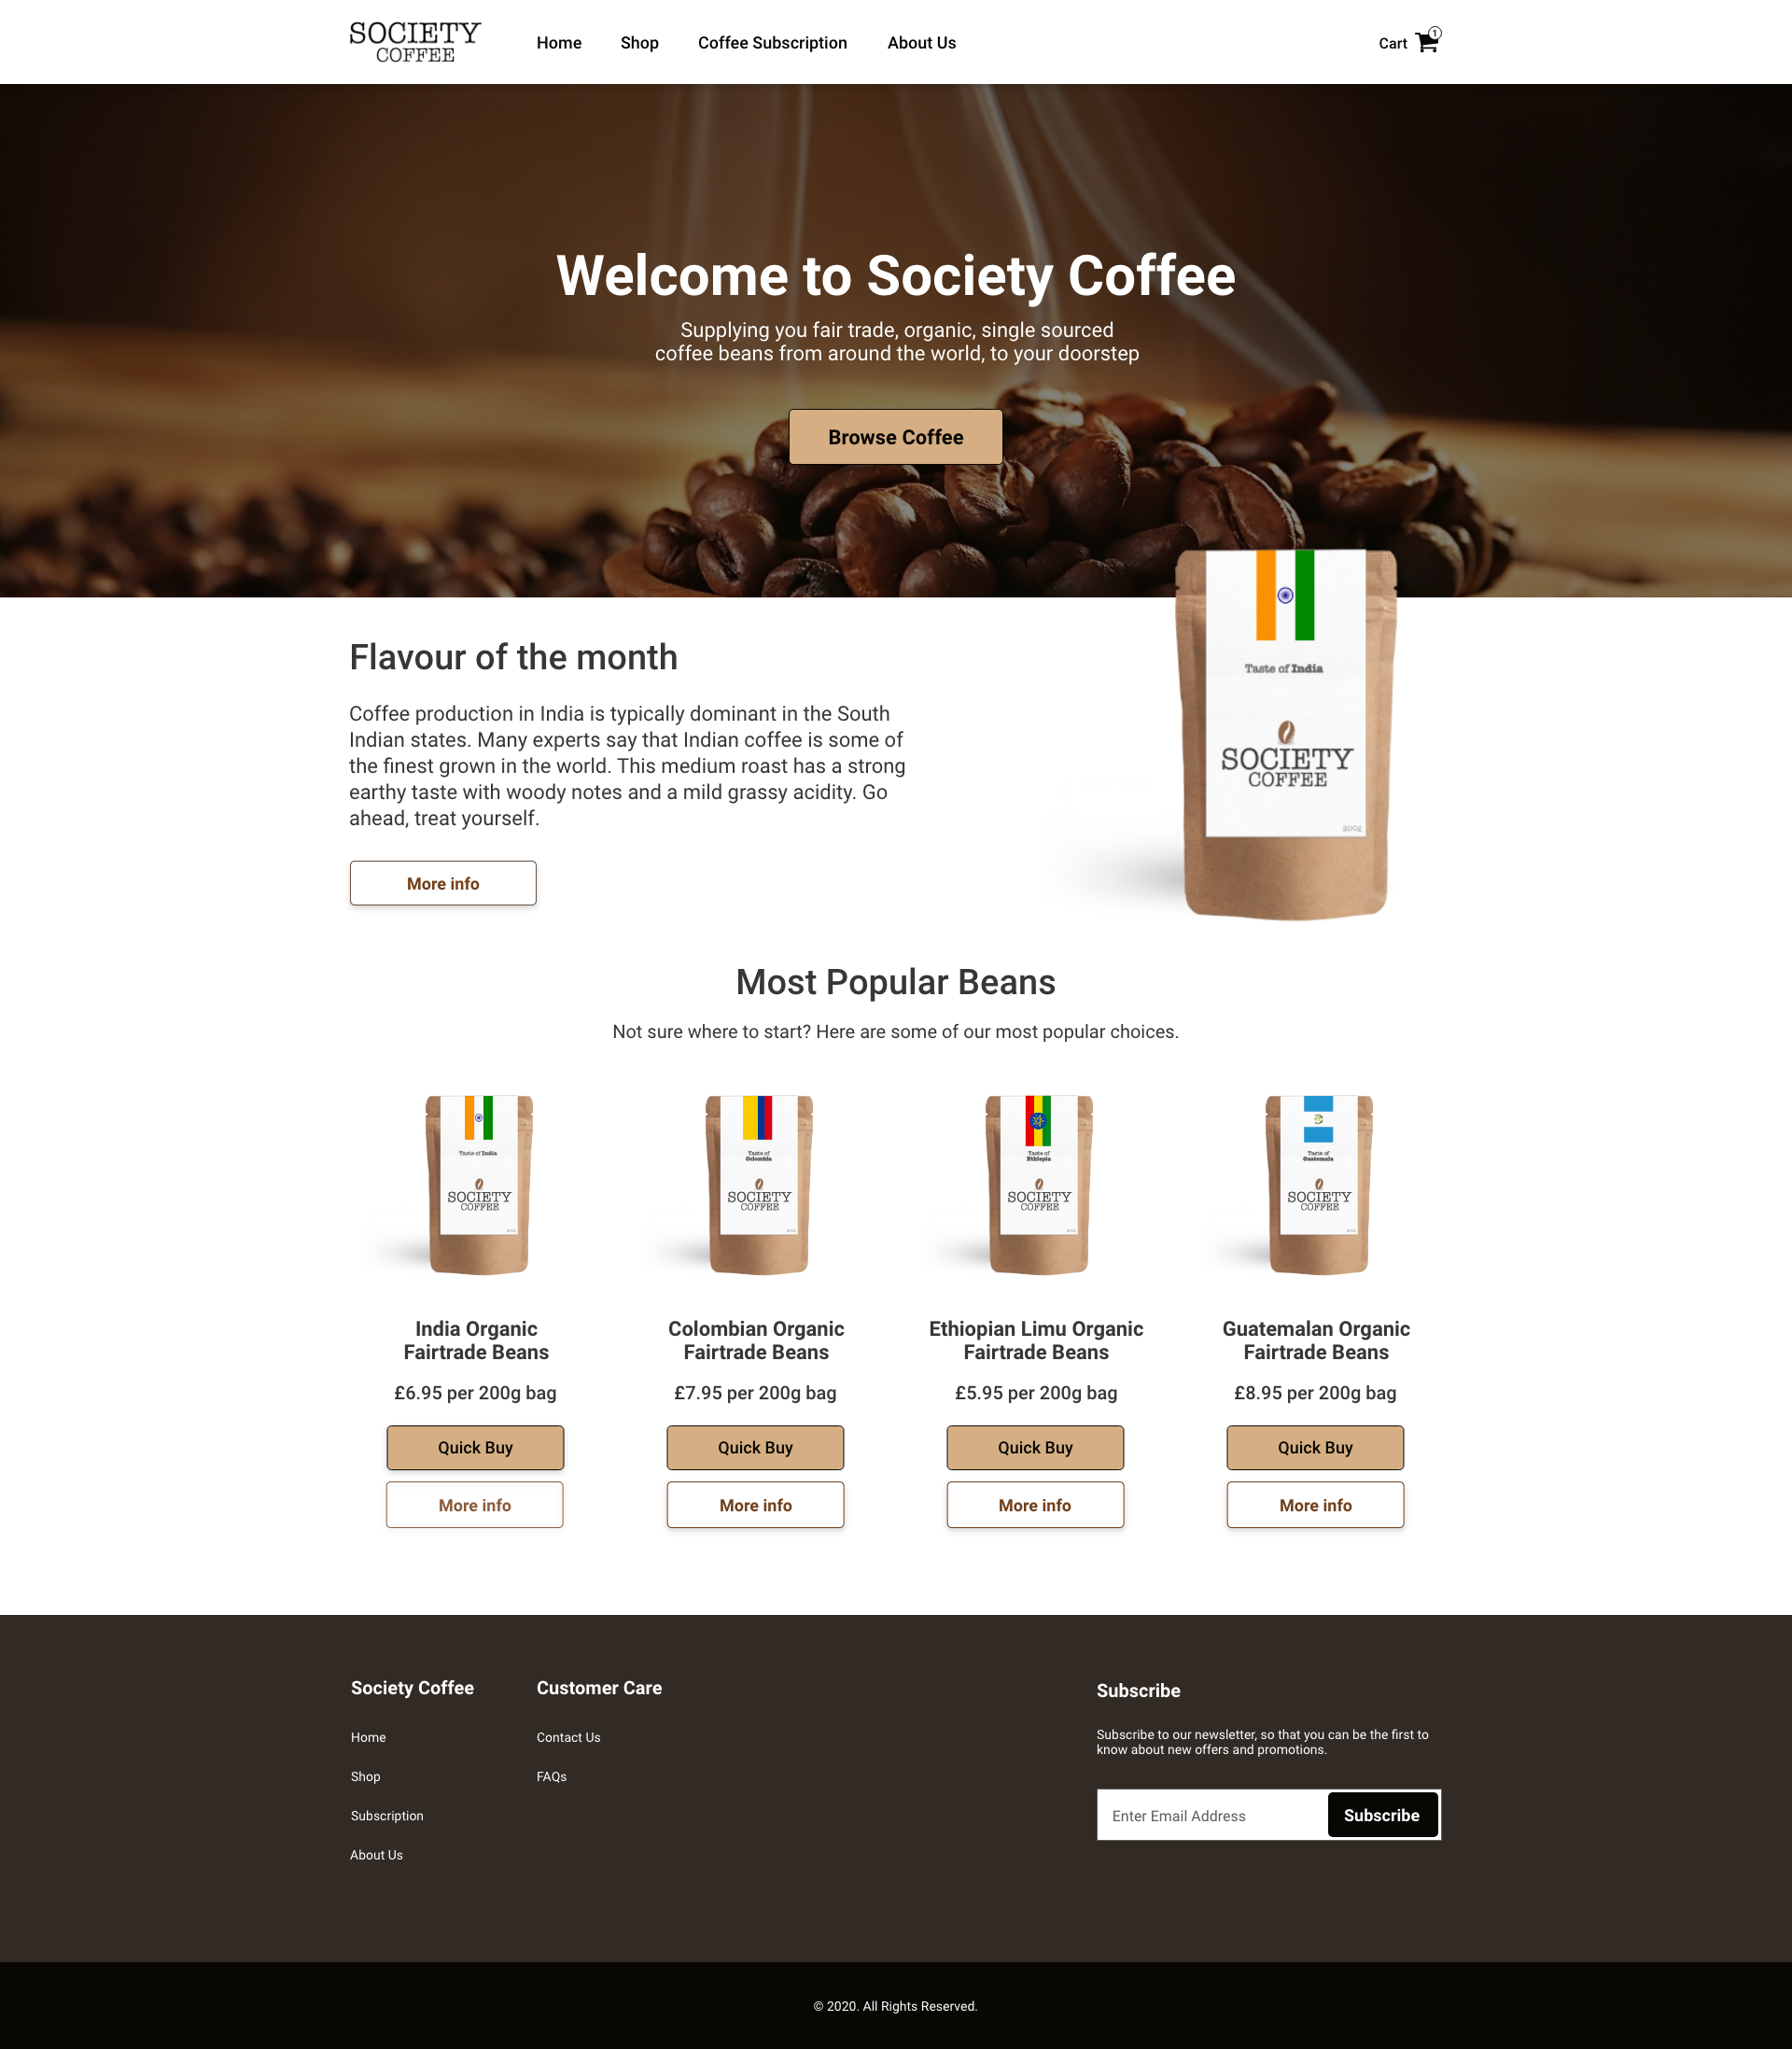 SOCIETY
COFFEE
Home
Shop
Coffee Subscription
About Us
Cart
1
Welcome to Society Coffee
Supplying you fair trade, organic, single sourced
coffee beans from around the world, to your doorstep
Browse Coffee
Flavour of the month
Coffee production in India is typically dominant in the South
Indian states. Many experts say that Indian coffee is some of
the finest grown in the world. This medium roast has a strong
earthy taste with woody notes and a mild grassy acidity. Go
ahead, treat yourself.
More info
Taste of India
SOCIETY
COFFEE
200g
Most Popular Beans
Not sure where to start? Here are some of our most popular choices.
Taste of India
SOCIETY
COFFEE
Taste of
Colombia
SOCIETY
COFFEE
Taste of
Ethiopia
SOCIETY
COFFEE
Taste of
Guatemala
SOCIETY
COFFEE
India Organic
Fairtrade Beans
£6.95 per 200g bag
Quick Buy
More info
Colombian Organic
Fairtrade Beans
£7.95 per 200g bag
Quick Buy
More info
Ethiopian Limu Organic
Fairtrade Beans
£5.95 per 200g bag
Quick Buy
More info
Guatemalan Organic
Fairtrade Beans
£8.95 per 200g bag
Quick Buy
More info
Society Coffee
Home
Shop
Subscription
About Us
Customer Care
Contact Us
FAQs
Subscribe
Subscribe to our newsletter, so that you can be the first to
know about new offers and promotions.
Enter Email Address
Subscribe
© 2020. All Rights Reserved.